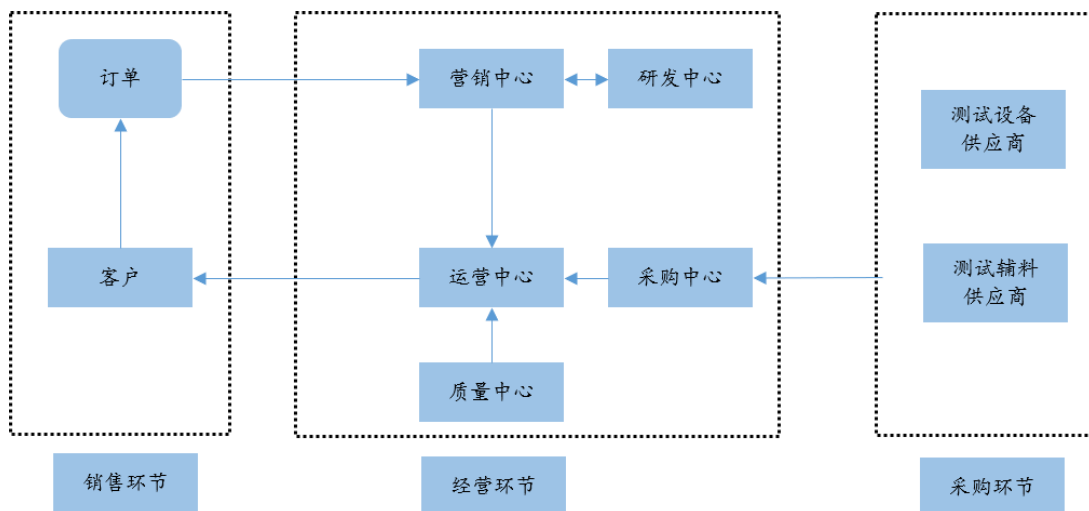 订单
营销中心
研发中心
测试设备
供应商
客户
运营中心
采购中心
测试辅料
供应商
质量中心
销售环节
经营环节
采购环节